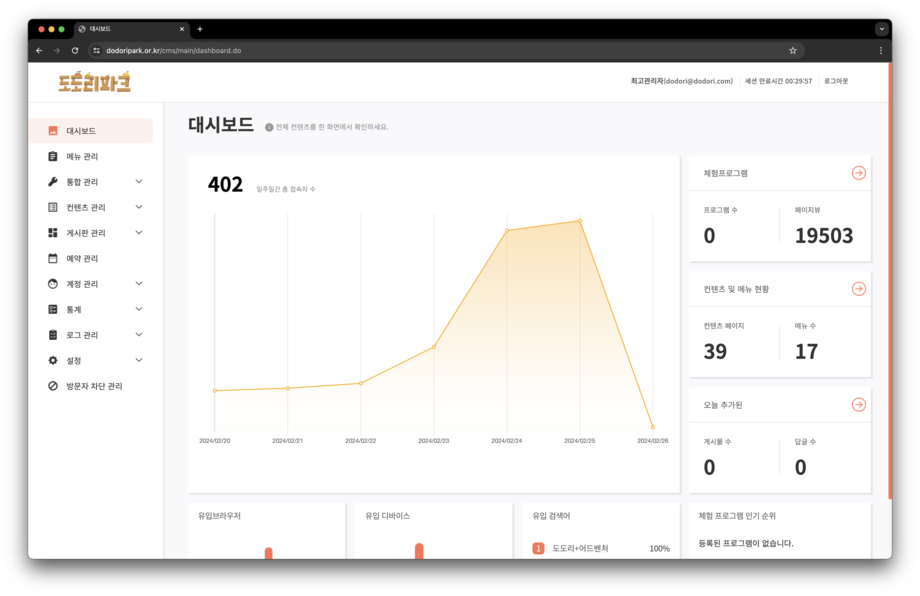 대시보드
dodoripark.or.kr/cms/main/dashboard.do
도토리파크
최고관리자(dodori@dodori.com) 세션 만료시간 00:29:57 로그아웃
대시보드
메뉴 관리
통합 관리
컨텐츠 관리
게시판 관리
예약 관리
계정 관리
통계
로그 관리
설정
방문자 차단 관리
대시보드 전체 컨텐츠를 한 화면에서 확인하세요.
402 일주일간 총 접속자 수
2024/02/20 2024/02/21 2024/02/22 2024/02/23 2024/02/24 2024/02/25 2024/02/26
체험프로그램
프로그램 수 페이지뷰
0 19503
컨텐츠 및 메뉴 현황
컨텐츠 페이지 메뉴 수
39 17
오늘 추가된
게시물 수 답글 수
0 0
유입브라우저
유입 디바이스
유입 검색어
1 도도리+어드벤처 100%
체험 프로그램 인기 순위
등록된 프로그램이 없습니다.